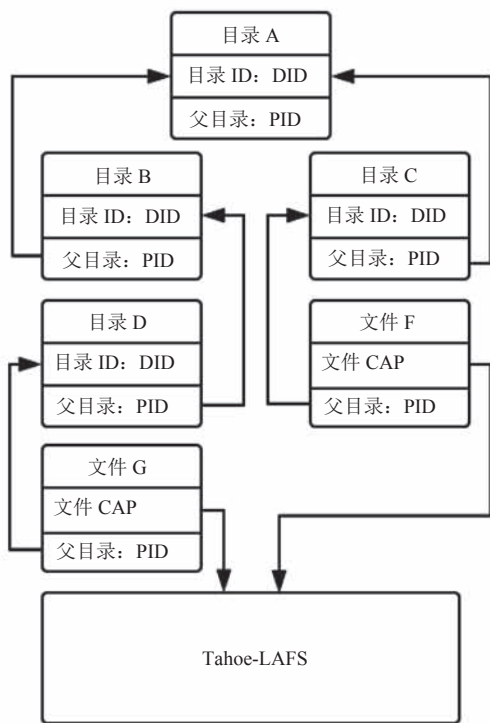 目录 A
目录 ID：DID
父目录：PID
目录 B
目录 ID：DID
父目录：PID
目录 C
目录 ID：DID
父目录：PID
目录 D
目录 ID：DID
父目录：PID
文件 F
文件 CAP
父目录：PID
文件 G
文件 CAP
父目录：PID
Tahoe-LAFS